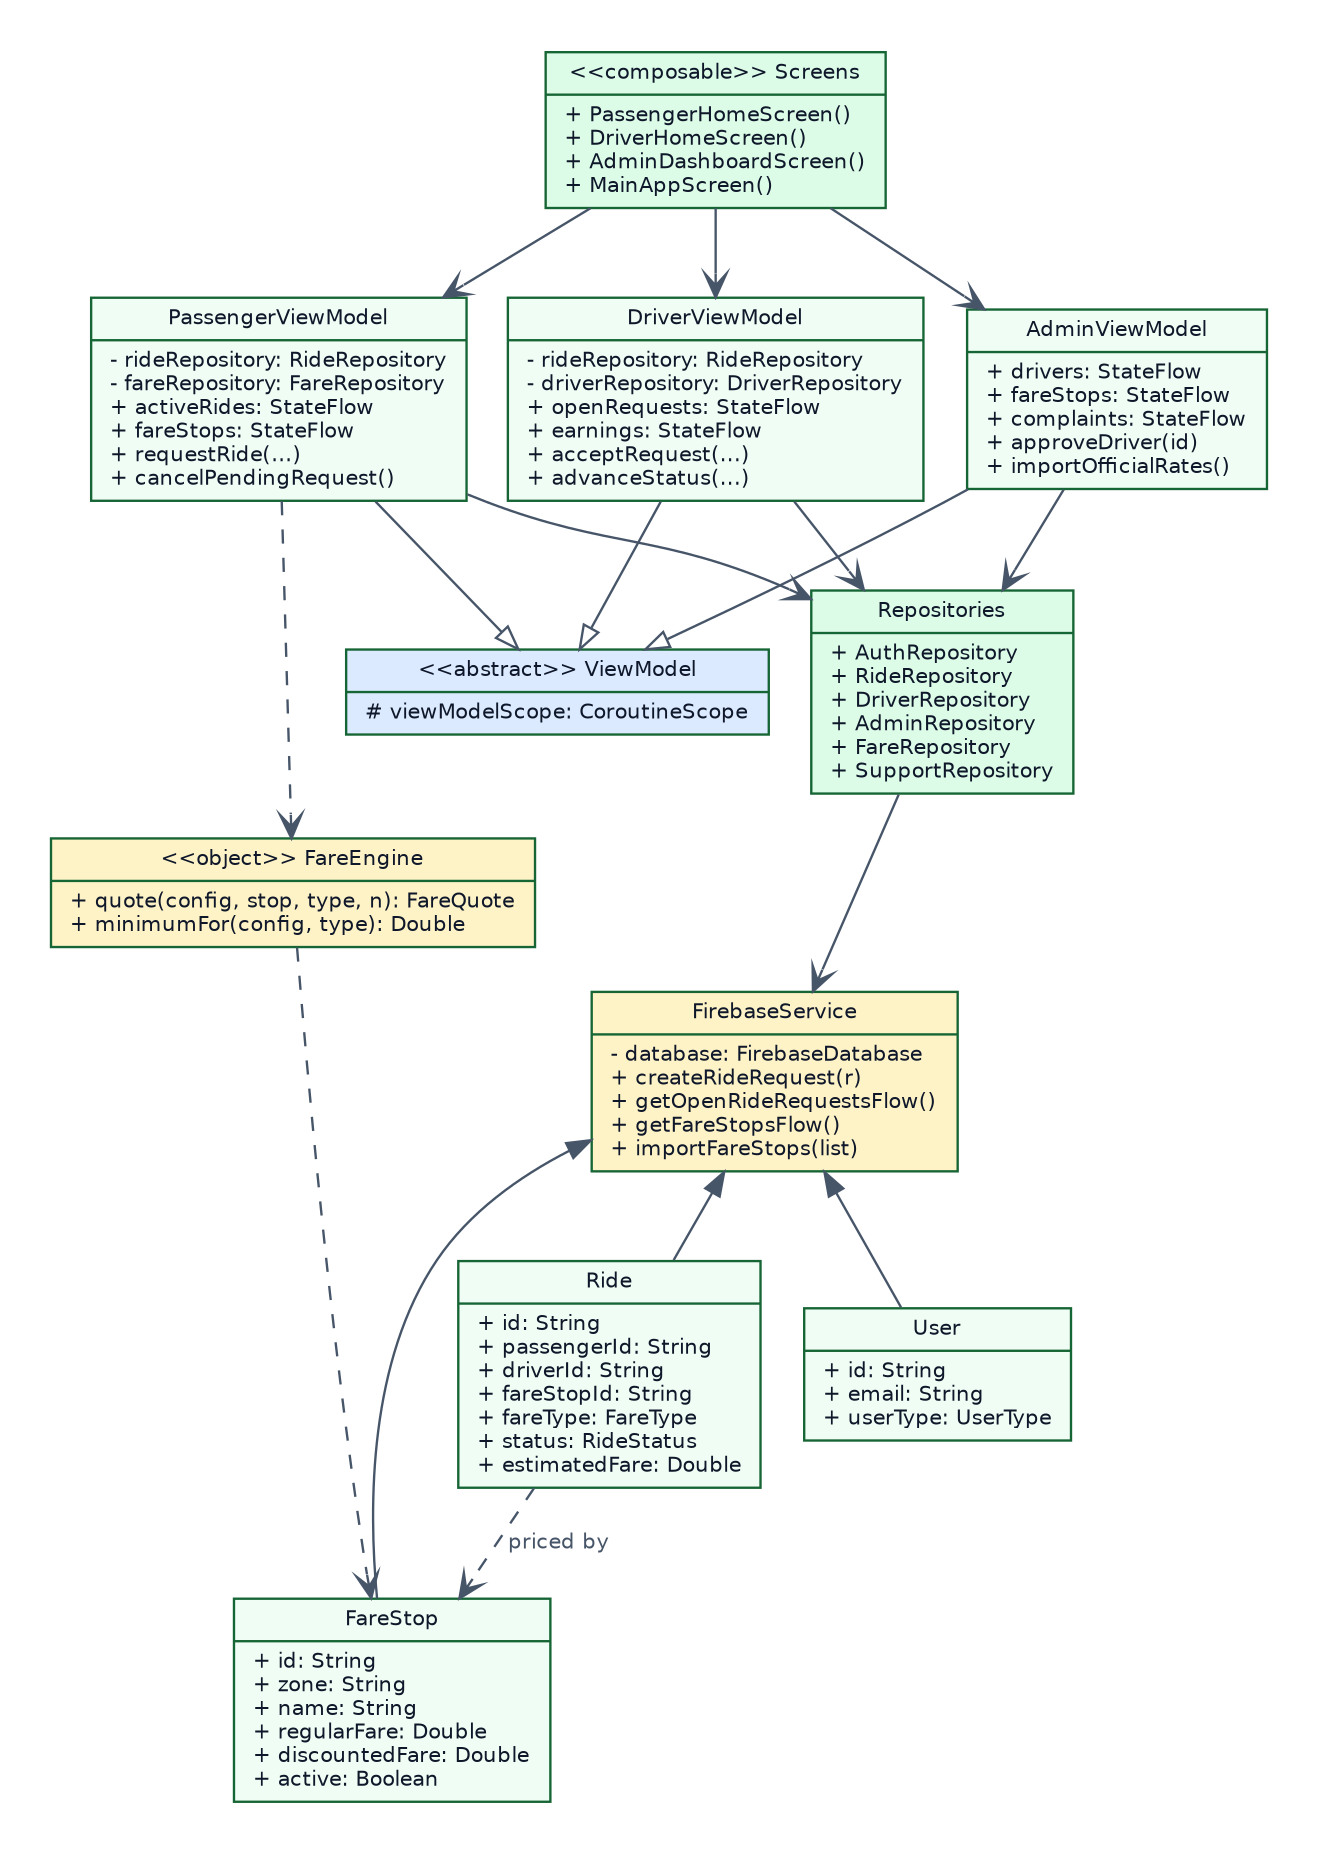 <<composable>> Screens
+ PassengerHomeScreen()
+ DriverHomeScreen()
+ AdminDashboardScreen()
+ MainAppScreen()
PassengerViewModel
- rideRepository: RideRepository
- fareRepository: FareRepository
+ activeRides: StateFlow
+ fareStops: StateFlow
+ requestRide(...)
+ cancelPendingRequest()
DriverViewModel
- rideRepository: RideRepository
- driverRepository: DriverRepository
+ openRequests: StateFlow
+ earnings: StateFlow
+ acceptRequest(...)
+ advanceStatus(...)
AdminViewModel
+ drivers: StateFlow
+ fareStops: StateFlow
+ complaints: StateFlow
+ approveDriver(id)
+ importOfficialRates()
Repositories
+ AuthRepository
+ RideRepository
+ DriverRepository
+ AdminRepository
+ FareRepository
+ SupportRepository
<<abstract>> ViewModel
# viewModelScope: CoroutineScope
<<object>> FareEngine
+ quote(config, stop, type, n): FareQuote
+ minimumFor(config, type): Double
FirebaseService
- database: FirebaseDatabase
+ createRideRequest(r)
+ getOpenRideRequestsFlow()
+ getFareStopsFlow()
+ importFareStops(list)
Ride
+ id: String
+ passengerId: String
+ driverId: String
+ fareStopId: String
+ fareType: FareType
+ status: RideStatus
+ estimatedFare: Double
User
+ id: String
+ email: String
+ userType: UserType
priced by
FareStop
+ id: String
+ zone: String
+ name: String
+ regularFare: Double
+ discountedFare: Double
+ active: Boolean